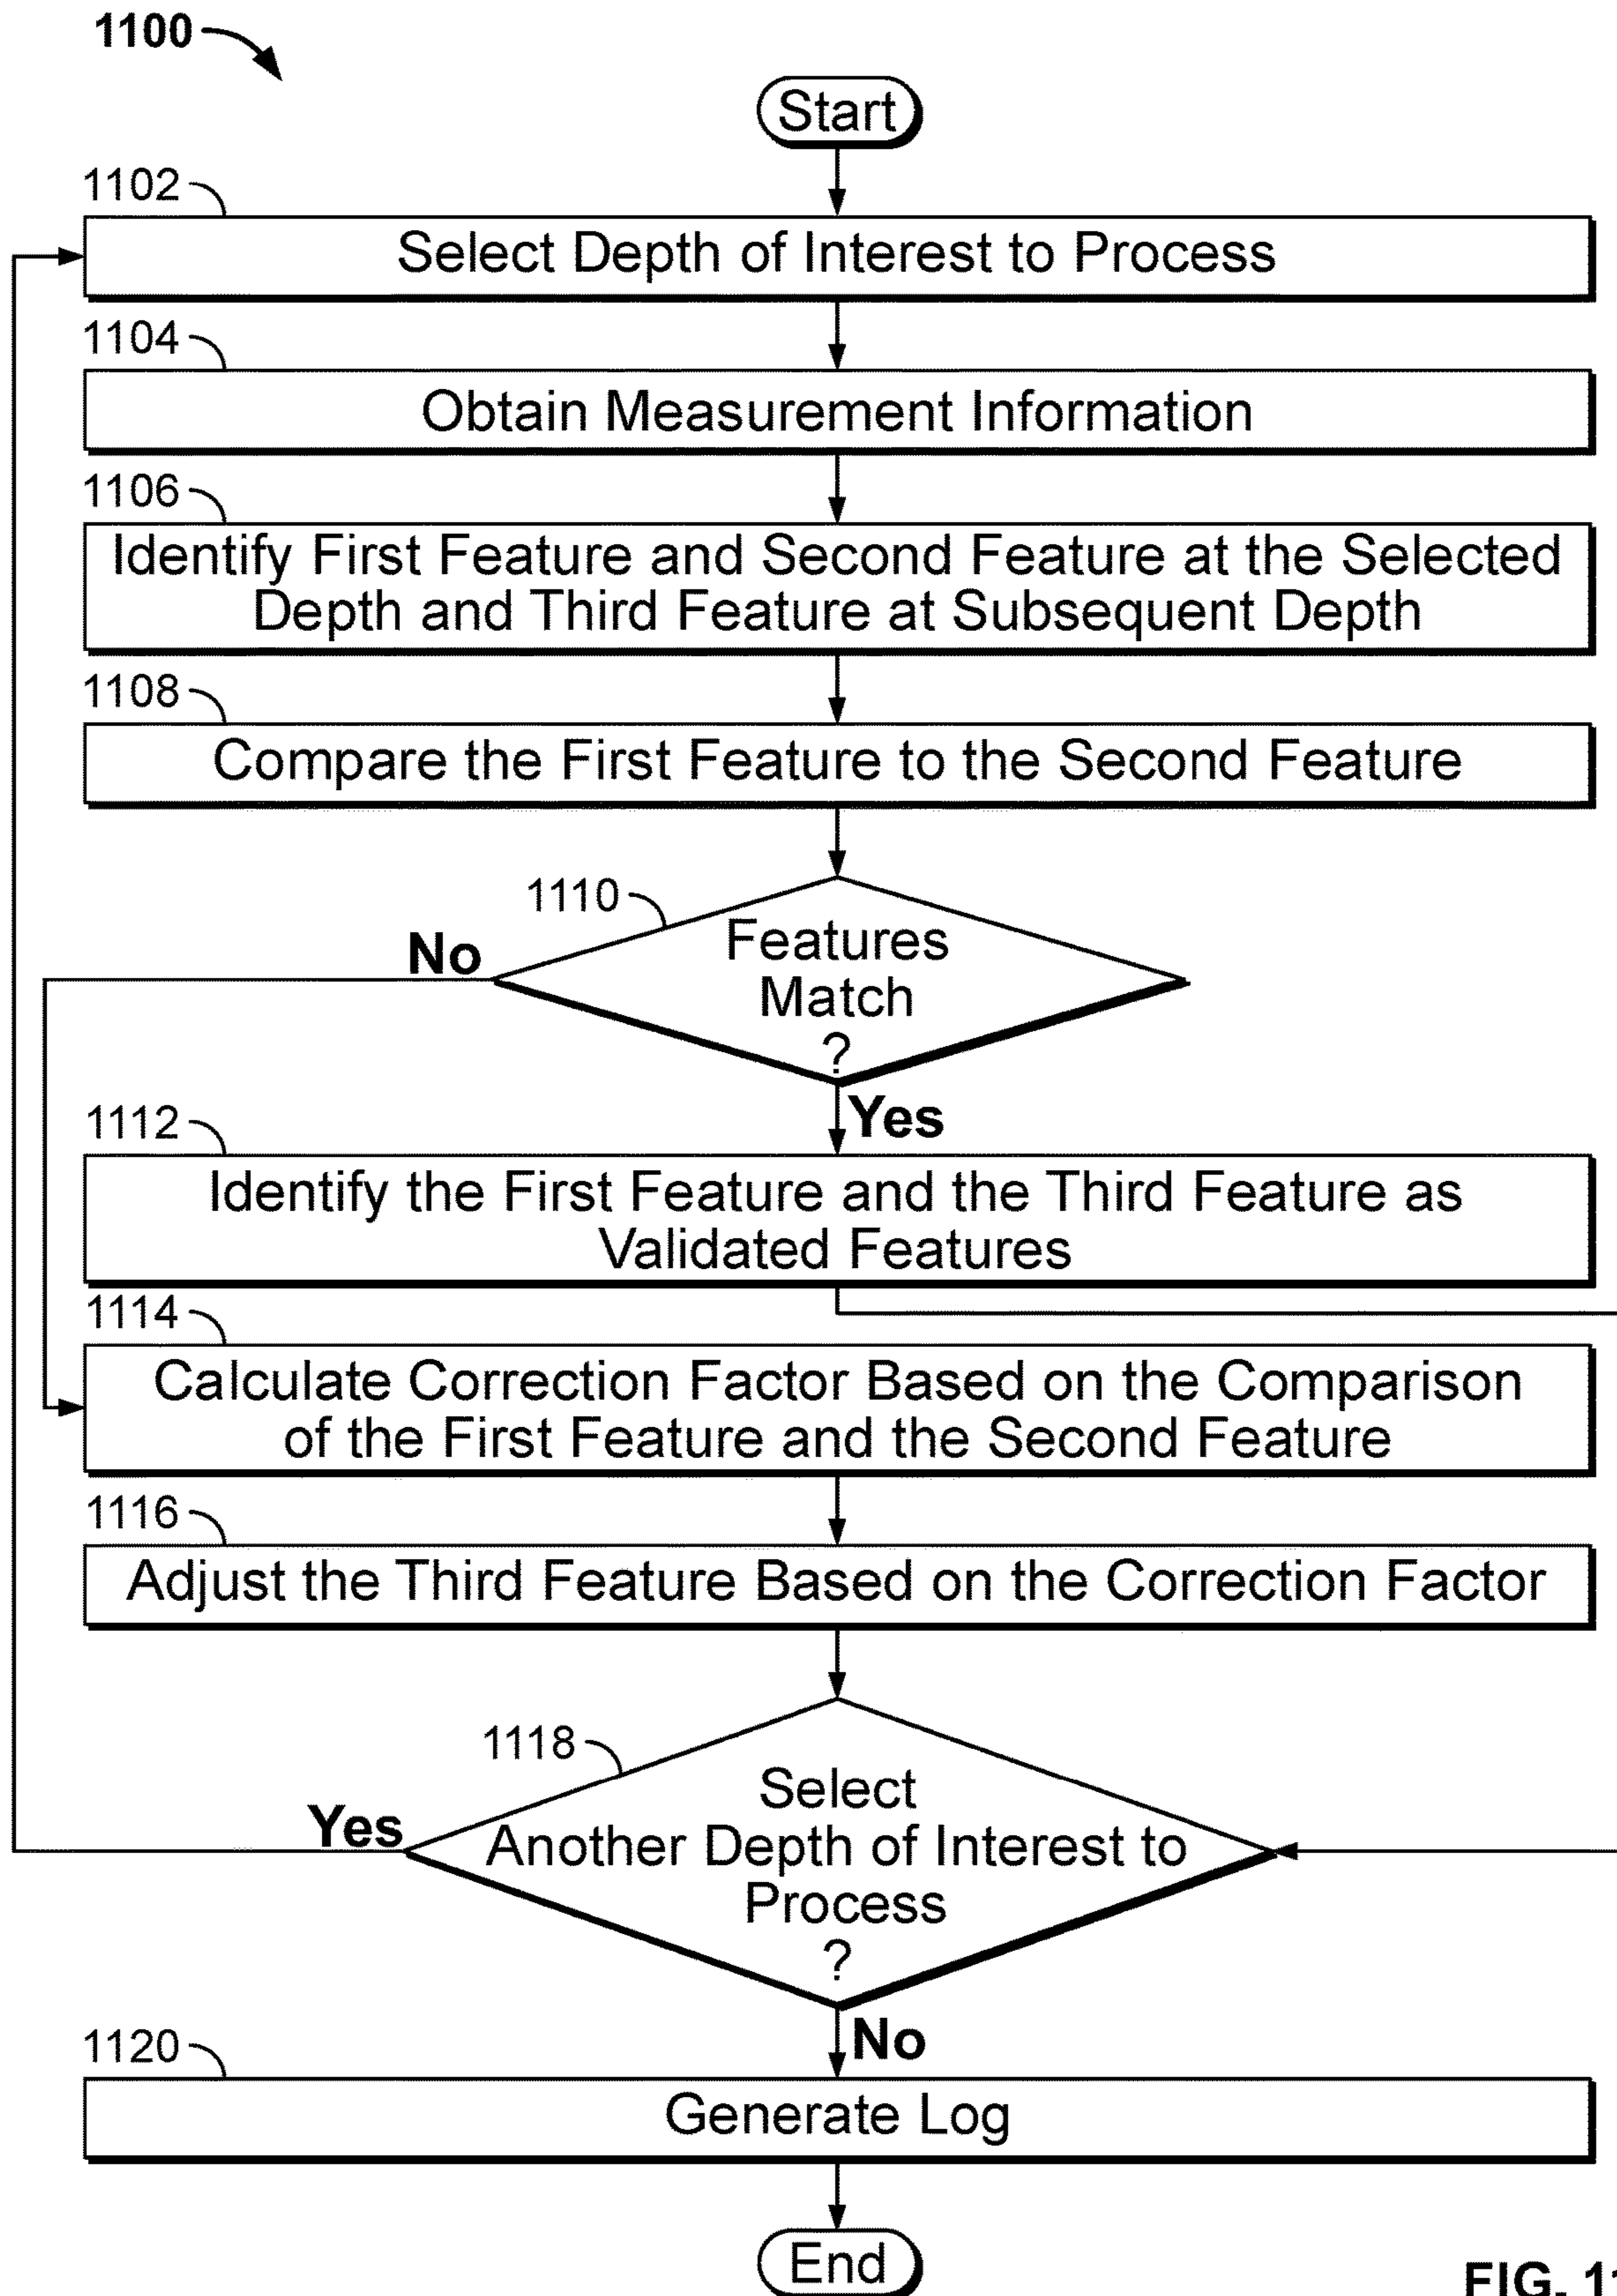 1100
Start
1102
Select Depth of Interest to Process
1104
Obtain Measurement Information
1106
Identify First Feature and Second Feature at the Selected
Depth and Third Feature at Subsequent Depth
1108
Compare the First Feature to the Second Feature
1110
Features
Match
?
No
Yes
1112
Identify the First Feature and the Third Feature as
Validated Features
1114
Calculate Correction Factor Based on the Comparison
of the First Feature and the Second Feature
1116
Adjust the Third Feature Based on the Correction Factor
1118
Select
Another Depth of Interest to
Process
?
Yes
No
1120
Generate Log
End
FIG. 11